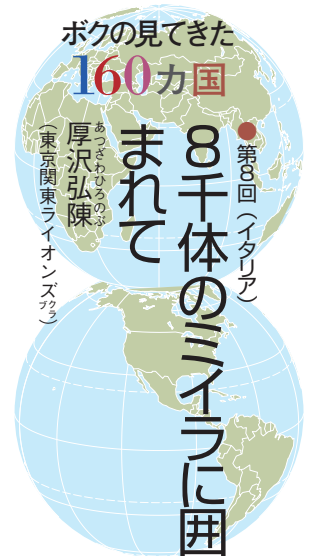 ボクの見てきた
160カ国
●第8回（イタリア）
8千体のミイラに囲
まれて
あつざわひろのぶ
厚沢弘陳
（東京関東ライオンズクラブ）